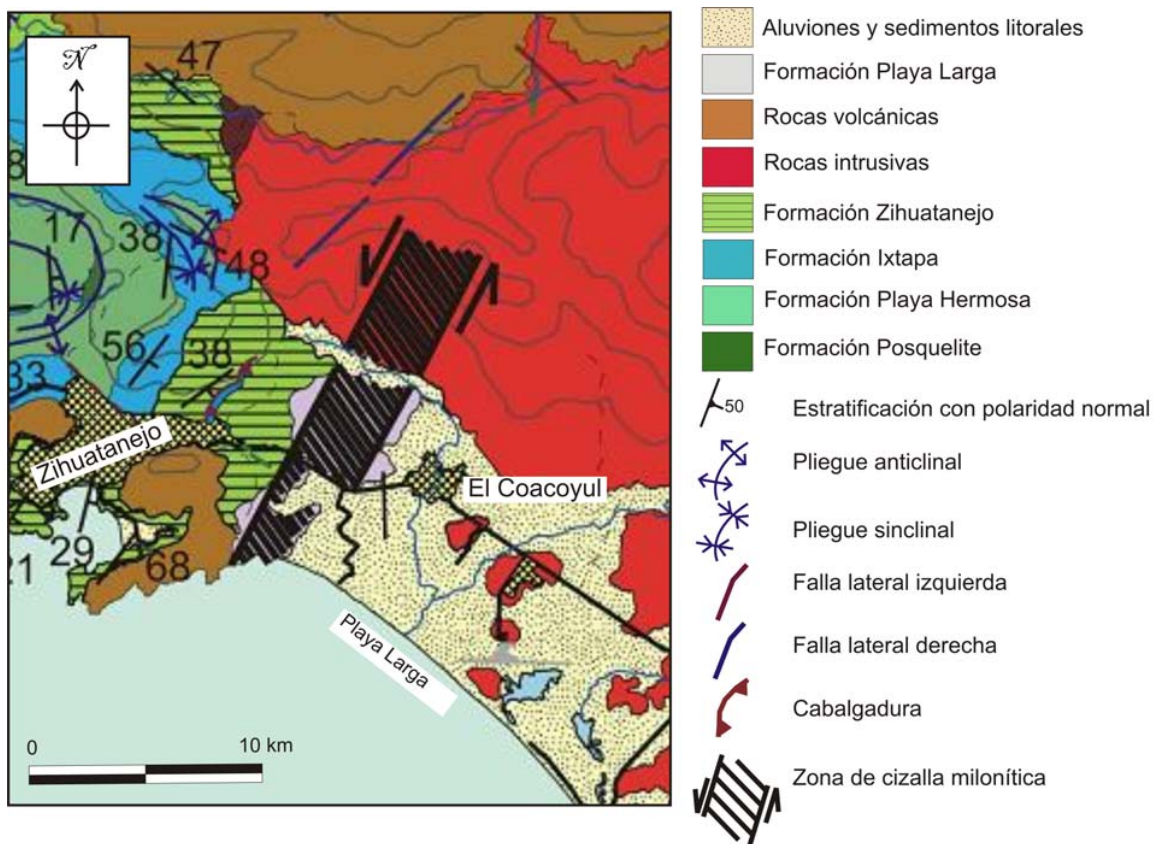 N
47
8
17
38
48
56
38
33
Zihuatanejo
El Coacoyul
29
68
21
Playa Larga
0 10 km
Aluviones y sedimentos litorales
Formación Playa Larga
Rocas volcánicas
Rocas intrusivas
Formación Zihuatanejo
Formación Ixtapa
Formación Playa Hermosa
Formación Posquelite
50 Estratificación con polaridad normal
Pliegue anticlinal
Pliegue sinclinal
Falla lateral izquierda
Falla lateral derecha
Cabalgadura
Zona de cizalla milonítica